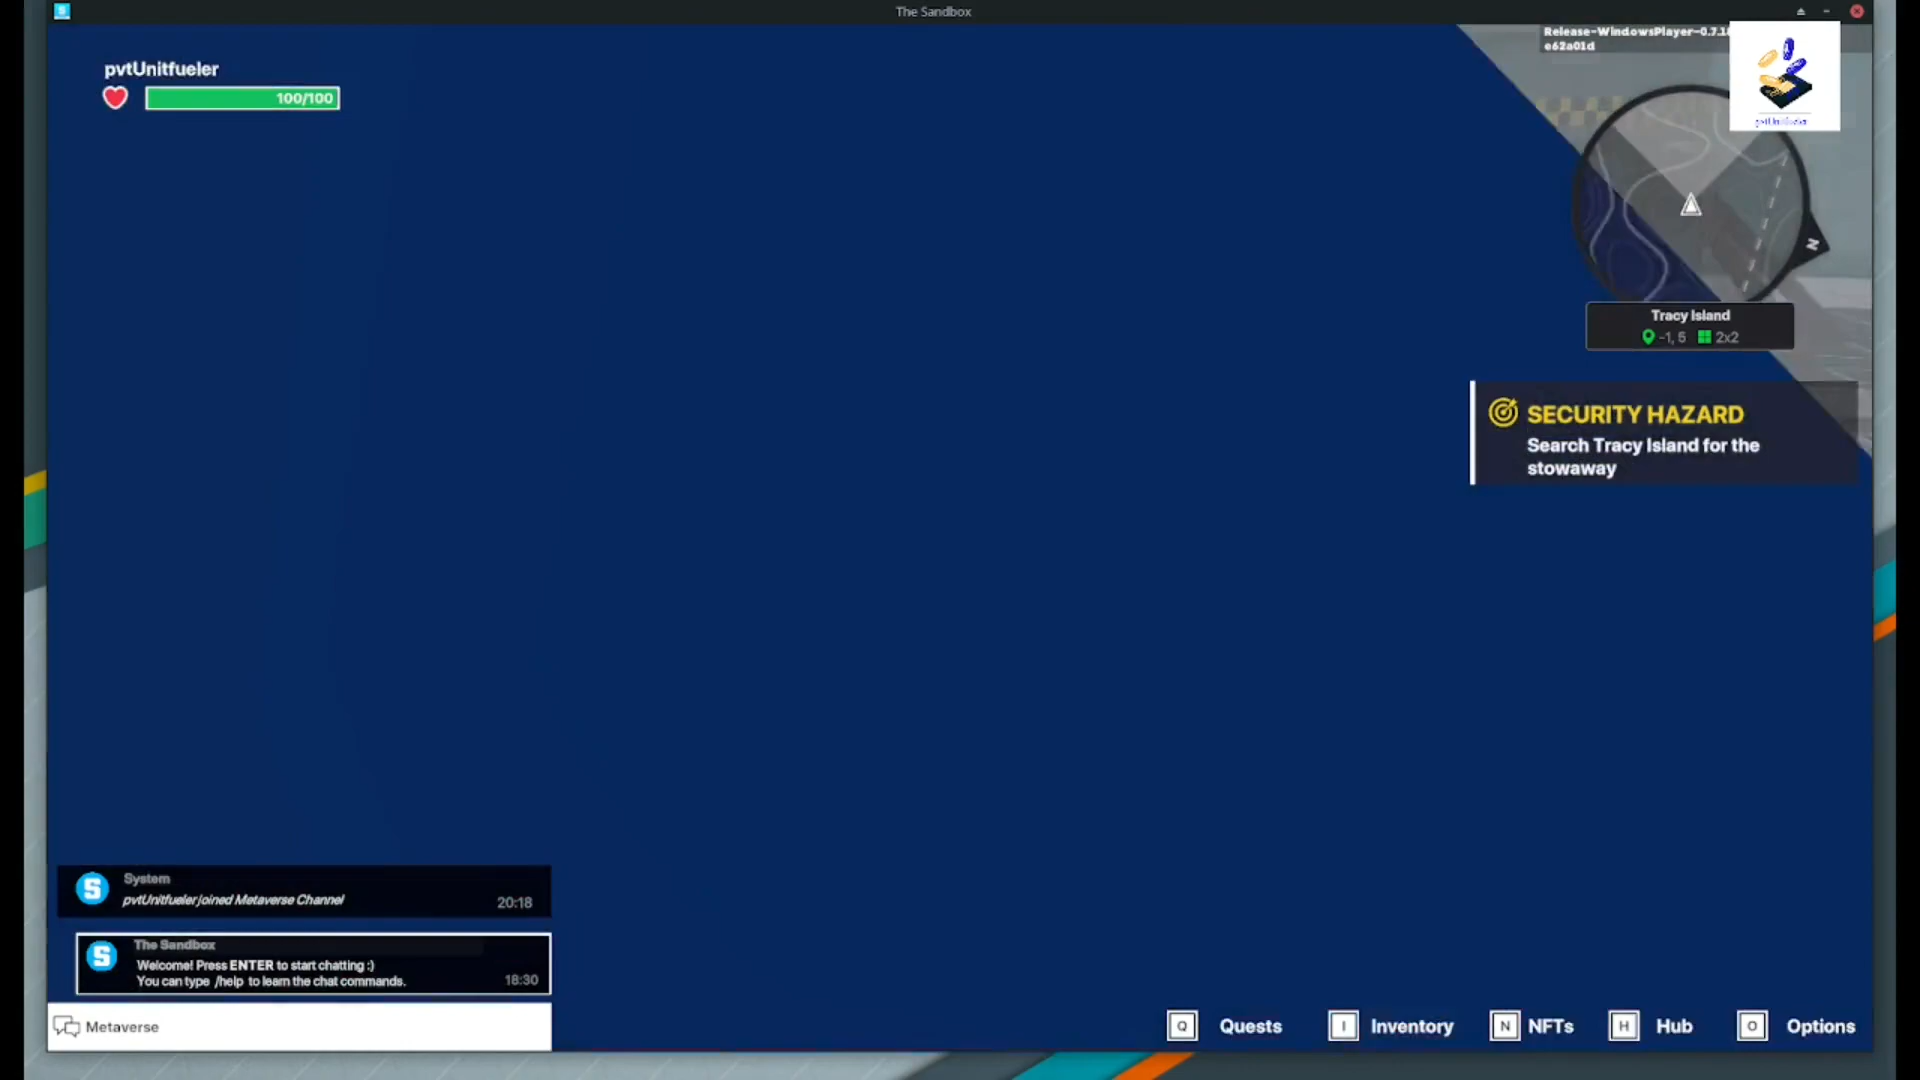 The Sandbox
pvtUnitfueler
100/100
Release-WindowsPlayer-0.7.18
e62a01d
pvtUnitfueler
N
Tracy Island
-1, 5 2x2
SECURITY HAZARD
Search Tracy Island for the
stowaway
System
pvtUnitfueler joined Metaverse Channel
20:18
The Sandbox
Welcome! Press ENTER to start chatting :)
You can type /help to learn the chat commands.
18:30
Metaverse
Q Quests I Inventory N NFTs H Hub O Options